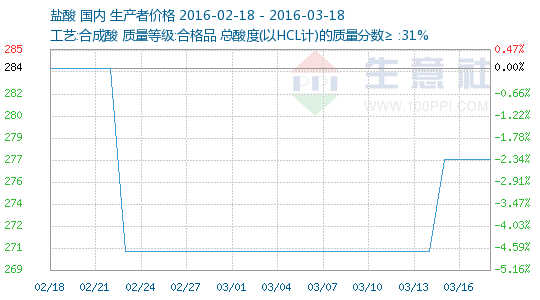 盐酸 国内 生产者价格 2016-02-18 - 2016-03-18
工艺:合成酸 质量等级:合格品 总酸度(以HCL计)的质量分数≥ :31%
285 0.47%
284 0.00%
282 -0.66%
280 -1.22%
279 -1.78%
277 -2.34%
276 -2.91%
274 -3.47%
272 -4.03%
271 -4.59%
269 -5.16%
生意社
PPI
WWW.100PPI.COM
02/18 02/21 02/24 02/27 03/01 03/04 03/07 03/10 03/13 03/16